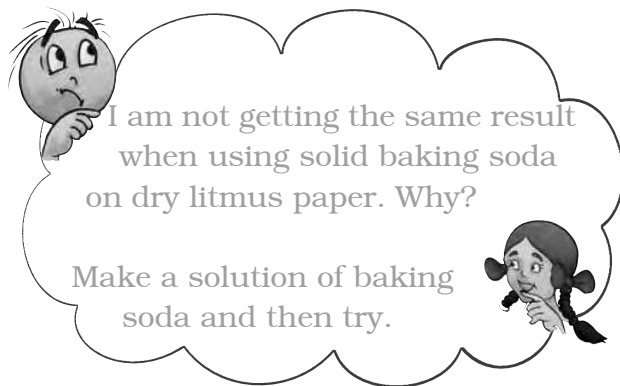 I am not getting the same result
when using solid baking soda
on dry litmus paper. Why?
Make a solution of baking
soda and then try.